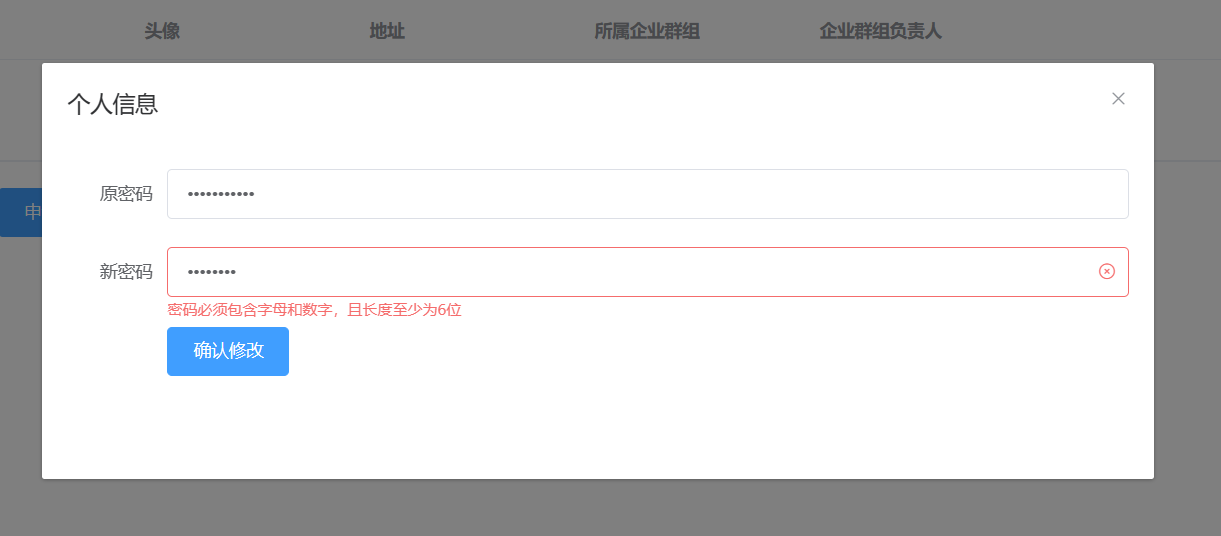 头像 地址 所属企业群组 企业群组负责人
个人信息
原密码 •••••••••••
新密码 ••••••••
密码必须包含字母和数字，且长度至少为6位
申
确认修改